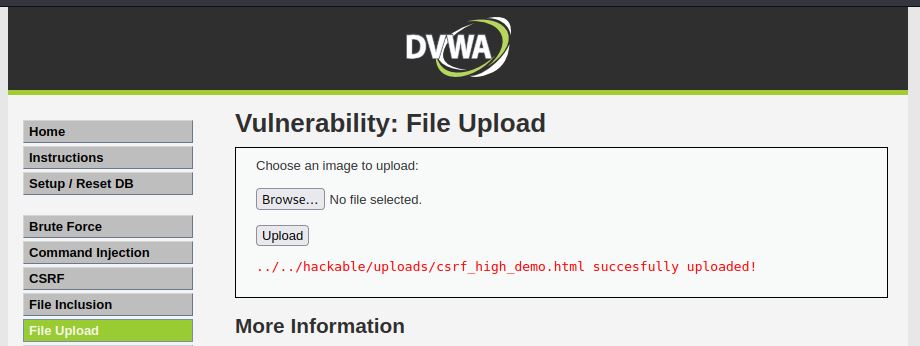 DVWA
Home
Instructions
Setup / Reset DB
Brute Force
Command Injection
CSRF
File Inclusion
File Upload
Vulnerability: File Upload
Choose an image to upload:
Browse... No file selected.
Upload
../../hackable/uploads/csrf_high_demo.html succesfully uploaded!
More Information